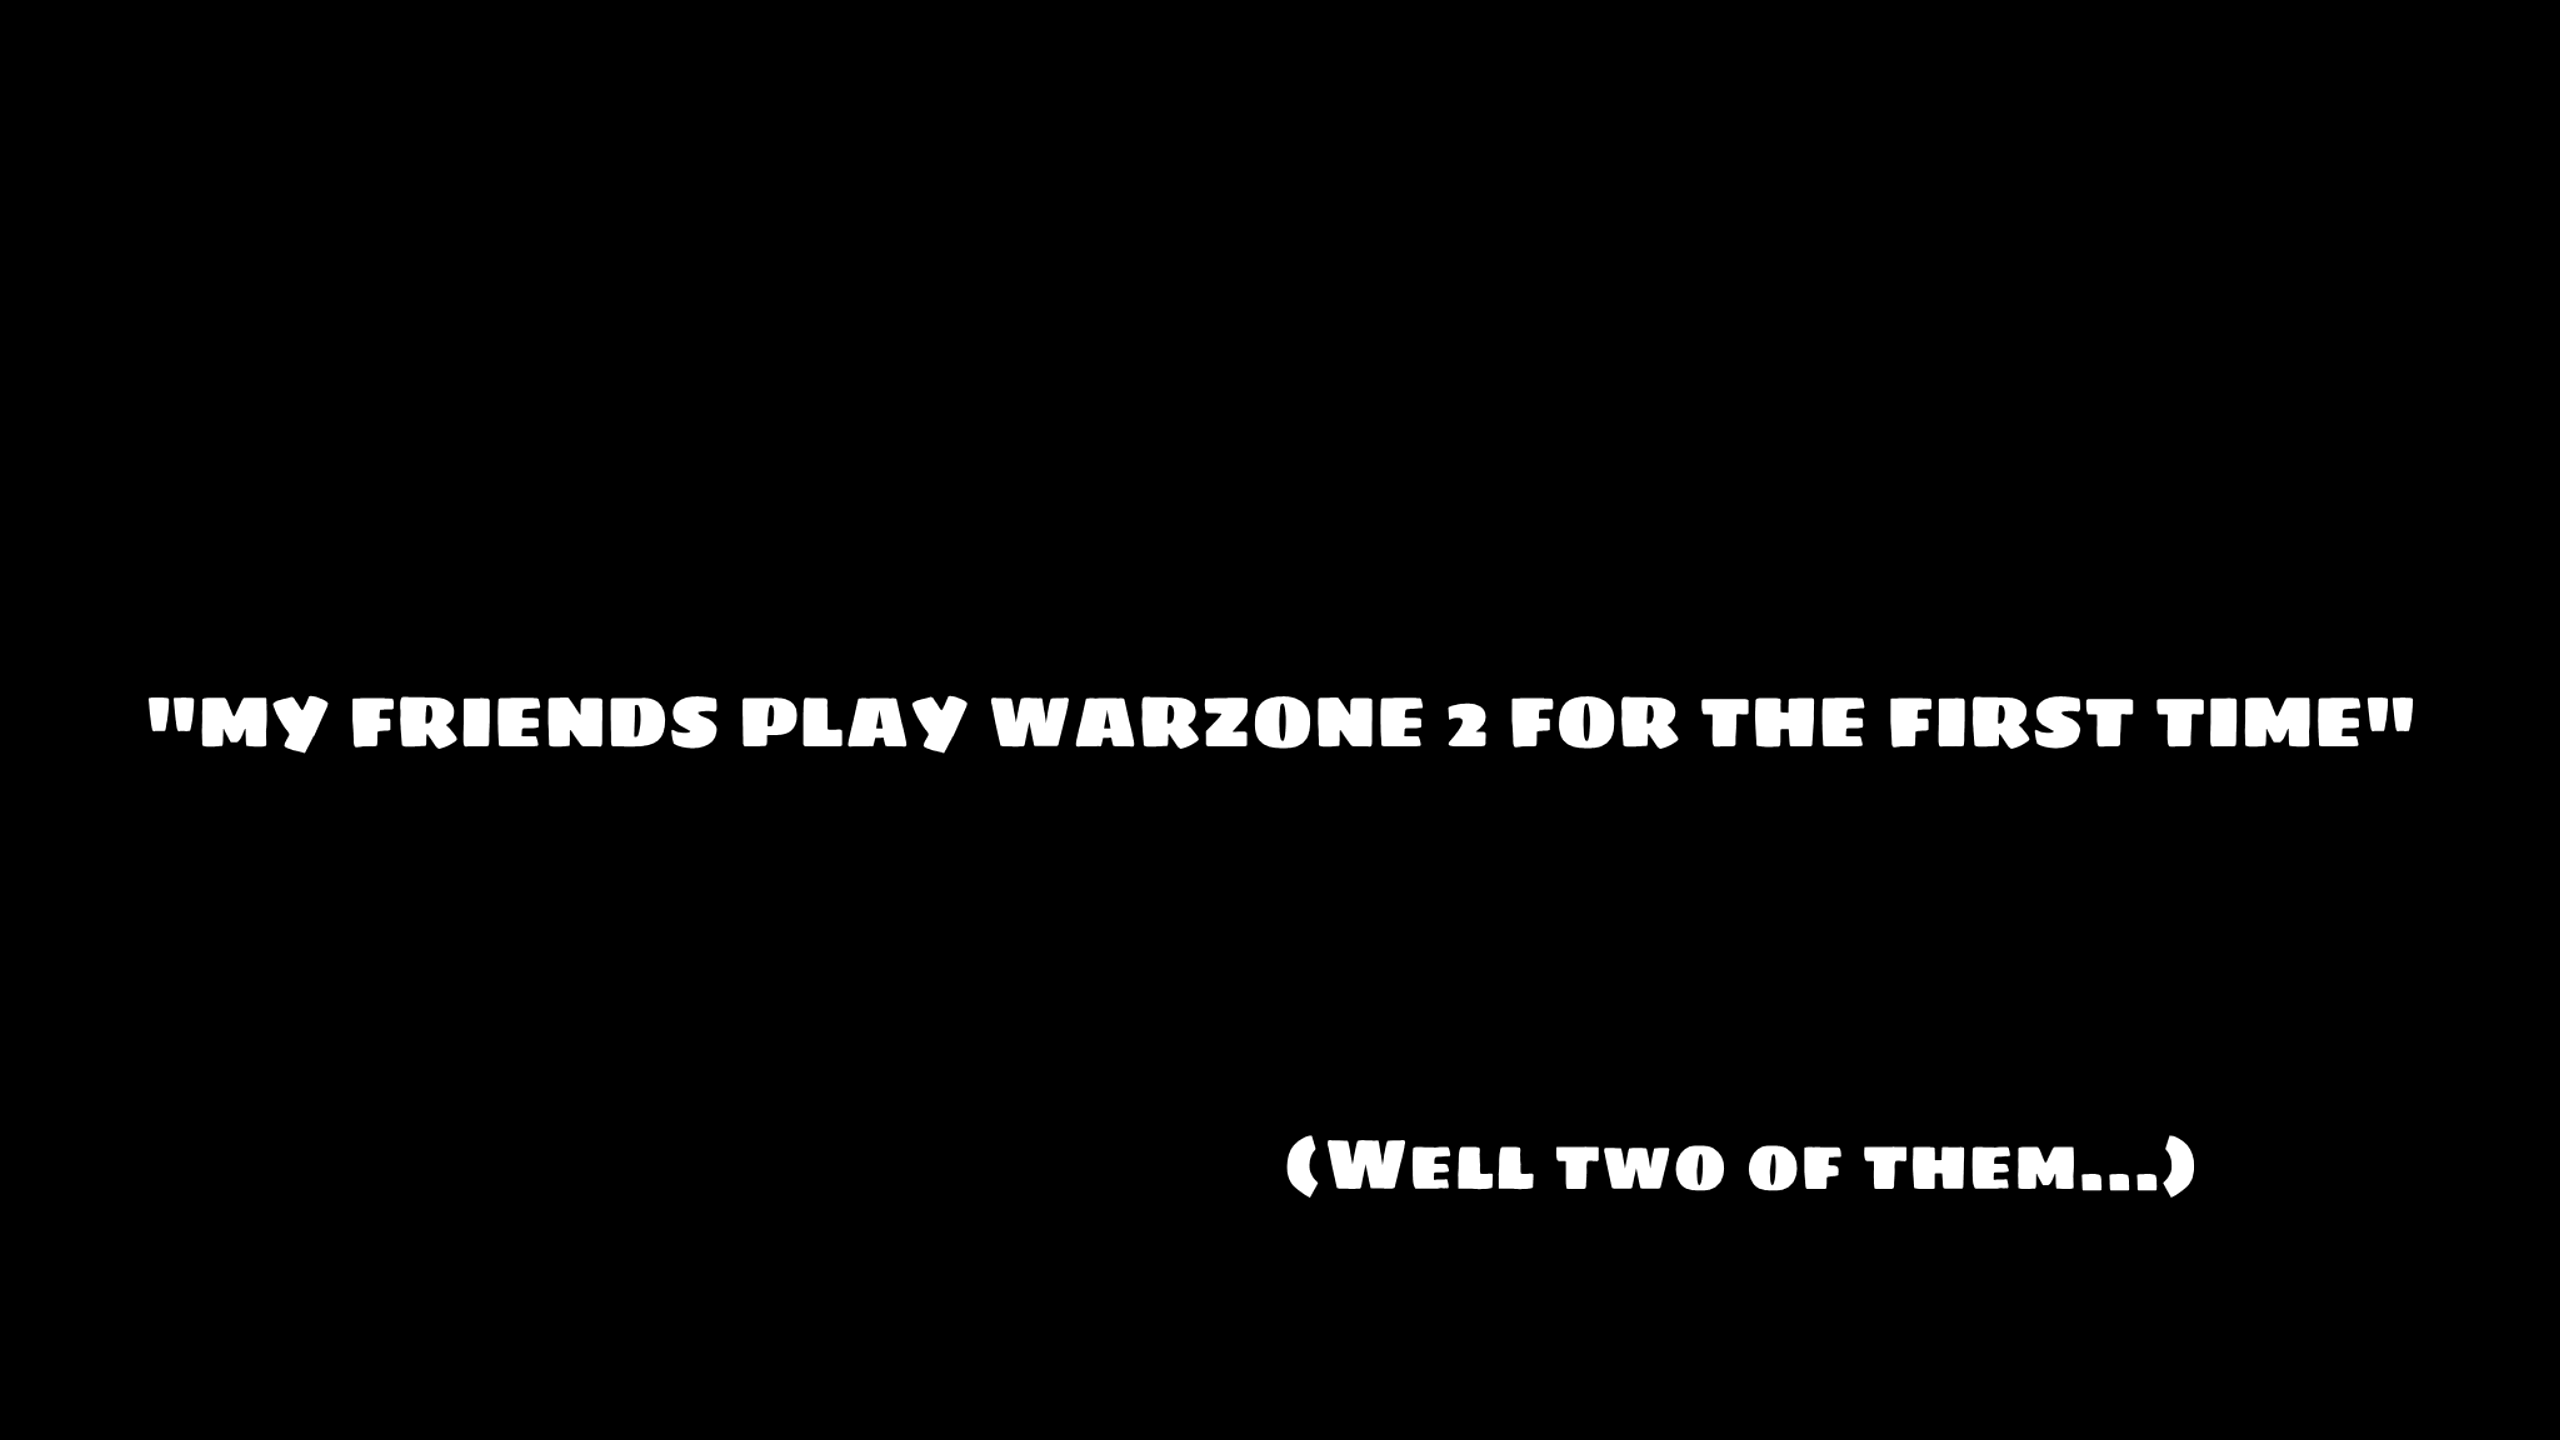 "MY FRIENDS PLAY WARZONE 2 FOR THE FIRST TIME"
(WELL TWO OF THEM...)